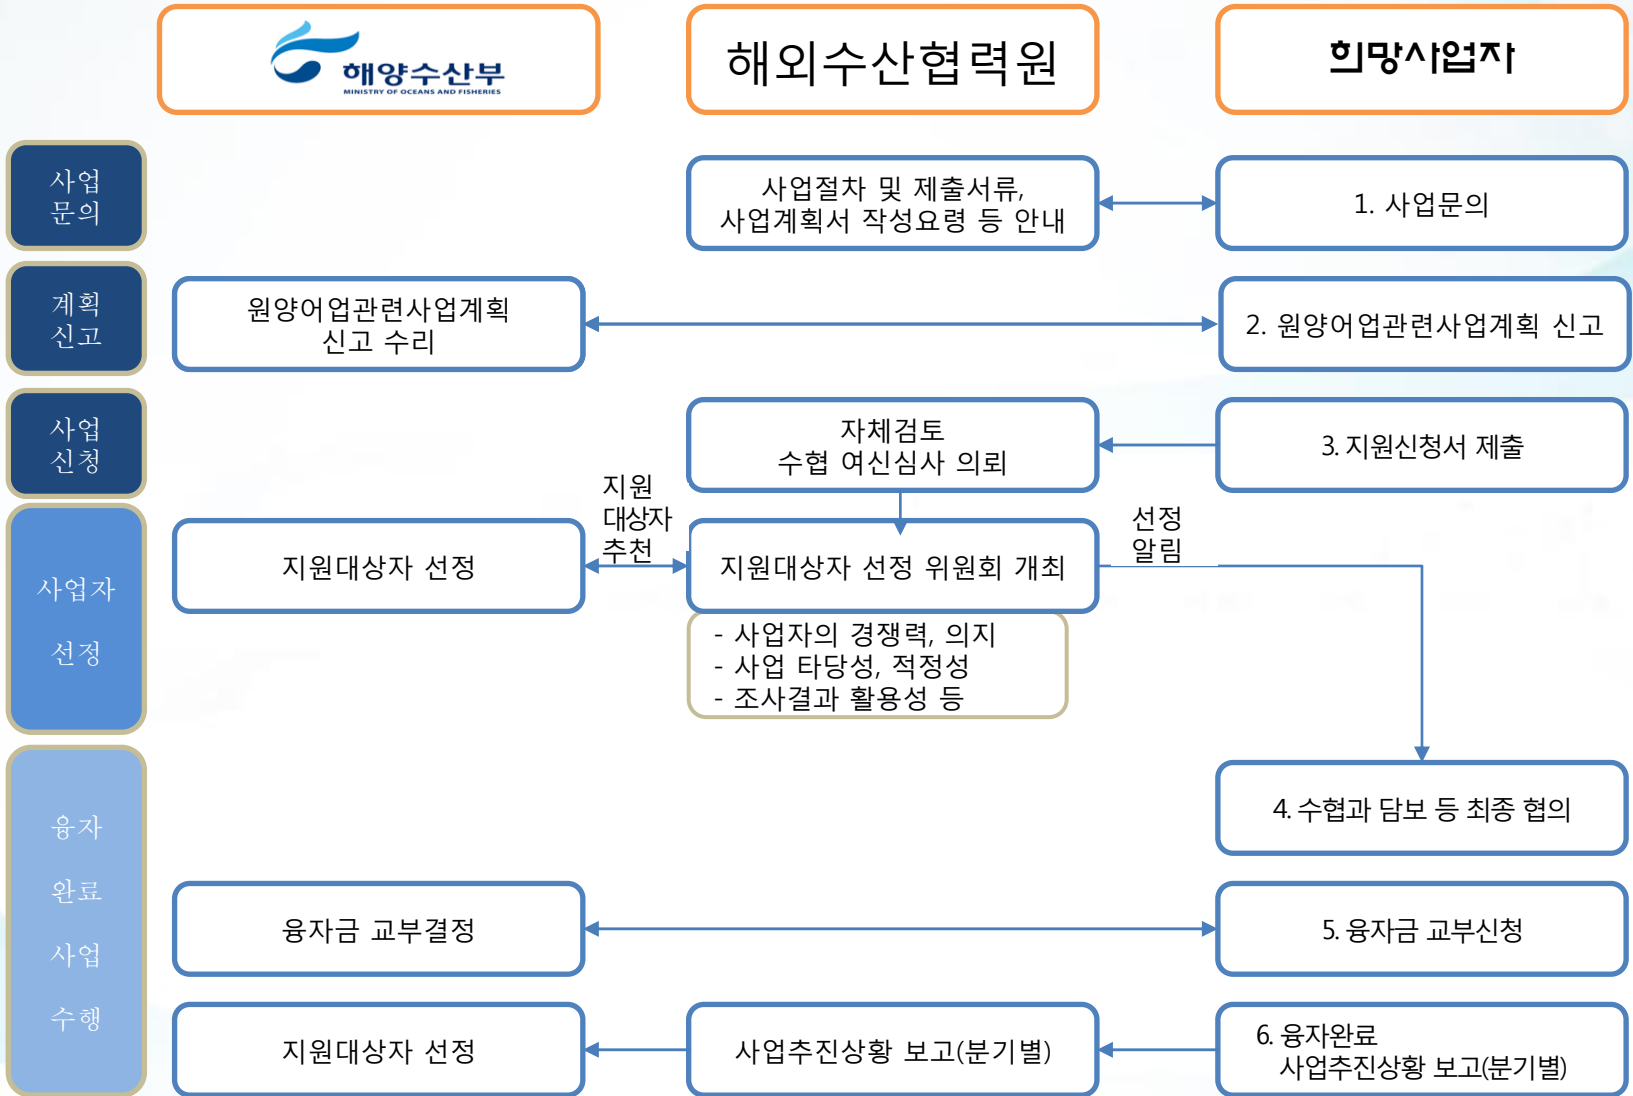 해양수산부
MINISTRY OF OCEANS AND FISHERIES
해외수산협력원
희망사업자
사업
문의
사업절차 및 제출서류,
사업계획서 작성요령 등 안내
1. 사업문의
계획
신고
원양어업관련사업계획
신고 수리
2. 원양어업관련사업계획 신고
사업
신청
자체검토
수협 여신심사 의뢰
3. 지원신청서 제출
사업자
선정
지원대상자 선정
지원
대상자
추천
지원대상자 선정 위원회 개최
선정
알림
- 사업자의 경쟁력, 의지
- 사업 타당성, 적정성
- 조사결과 활용성 등
융자
완료
사업
수행
4. 수협과 담보 등 최종 협의
융자금 교부결정
5. 융자금 교부신청
지원대상자 선정
사업추진상황 보고(분기별)
6. 융자완료
사업추진상황 보고(분기별)